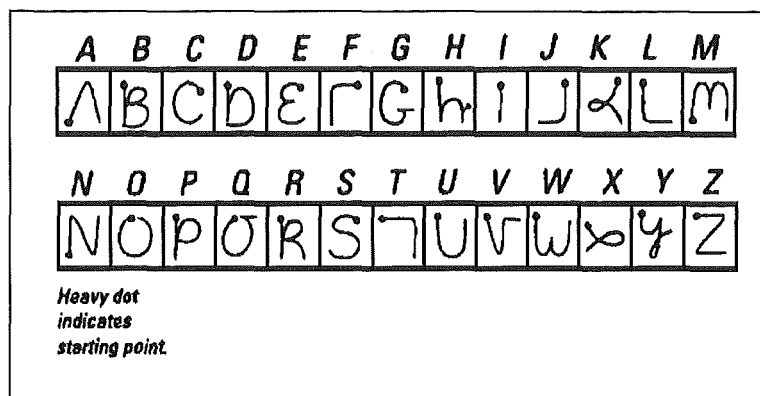 A B C D E F G H I J K L M
N O P Q R S T U V W X Y Z
Heavy dot
indicates
starting point.